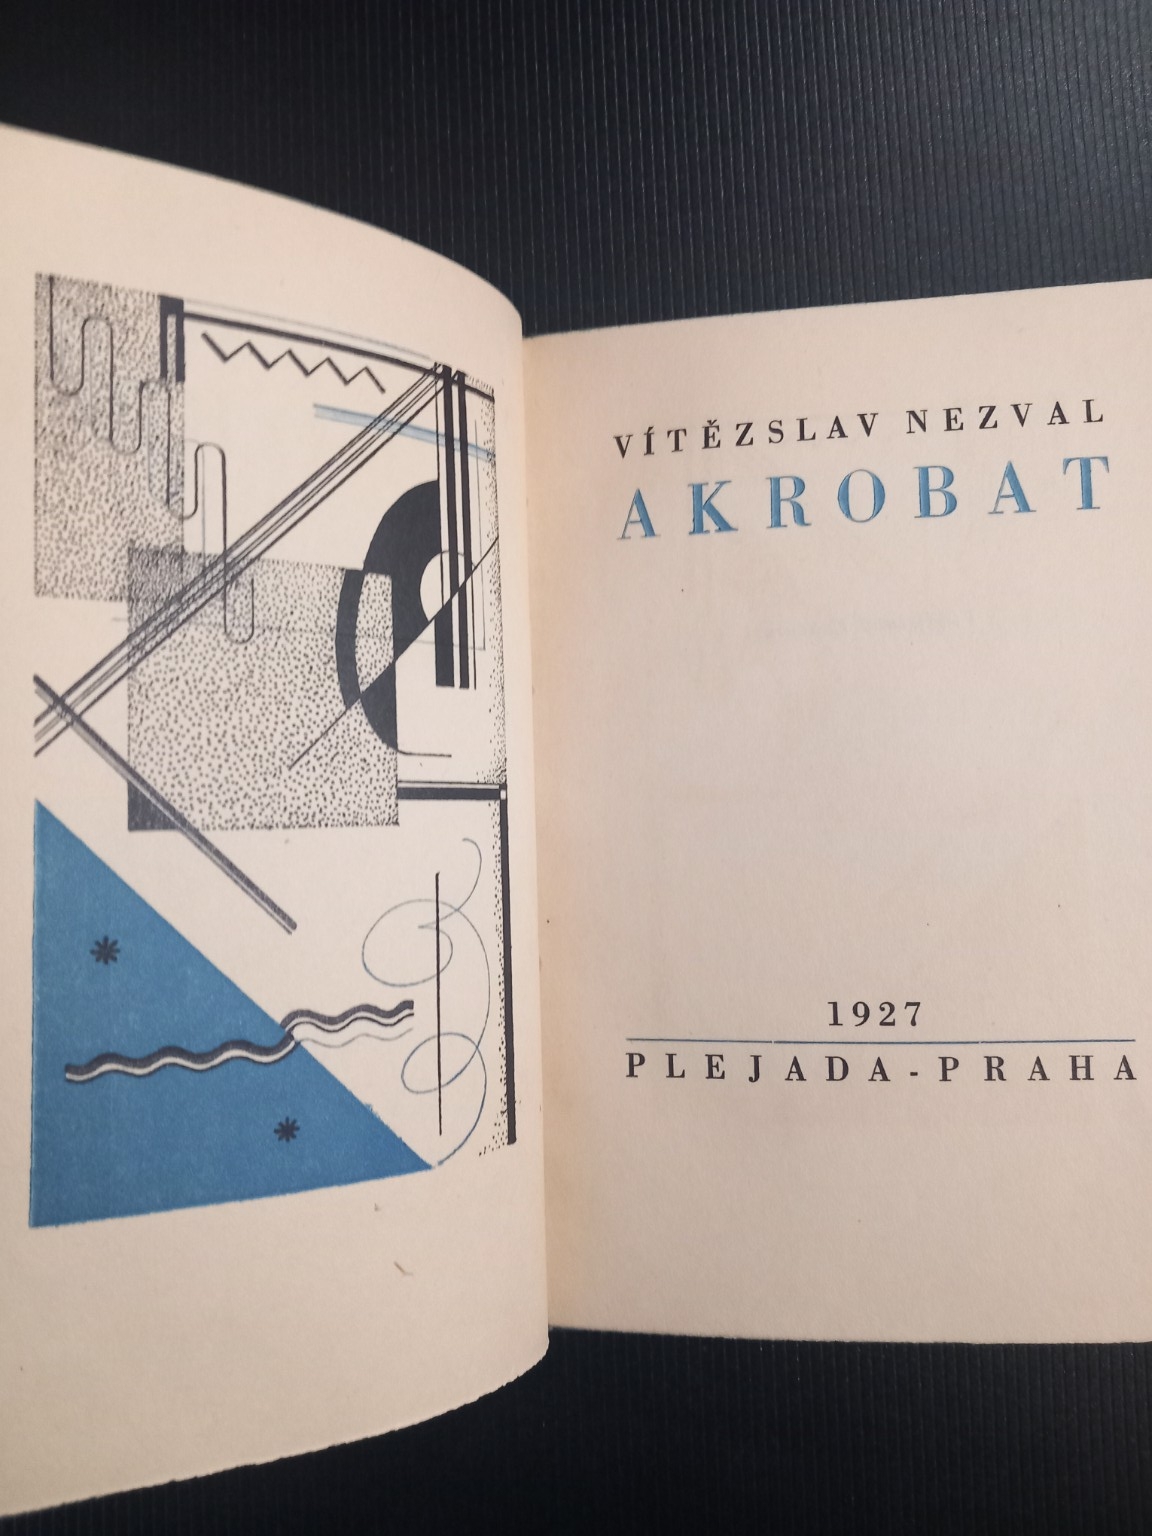 VÍTĚZSLAV NEZVAL
AKROBAT
1927
PLEJADA-PRAHA